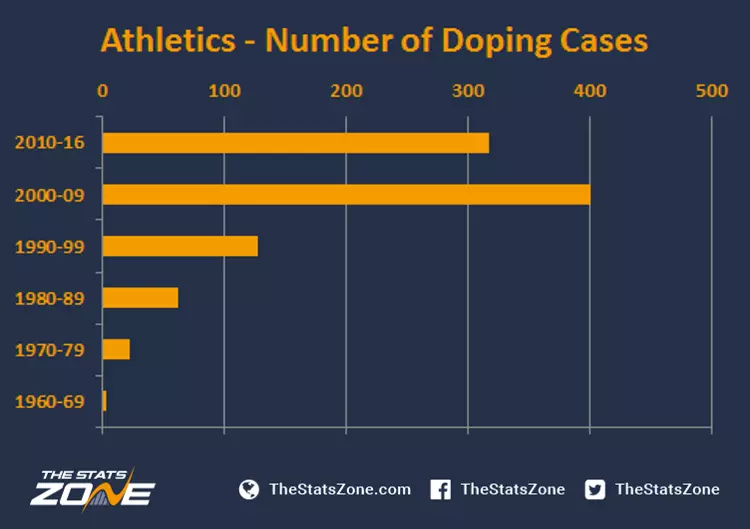 Athletics - Number of Doping Cases
0 100 200 300 400 500
2010-16
2000-09
1990-99
1980-89
1970-79
1960-69
THE STATS
ZONE
TheStatsZone.com TheStatsZone TheStatsZone